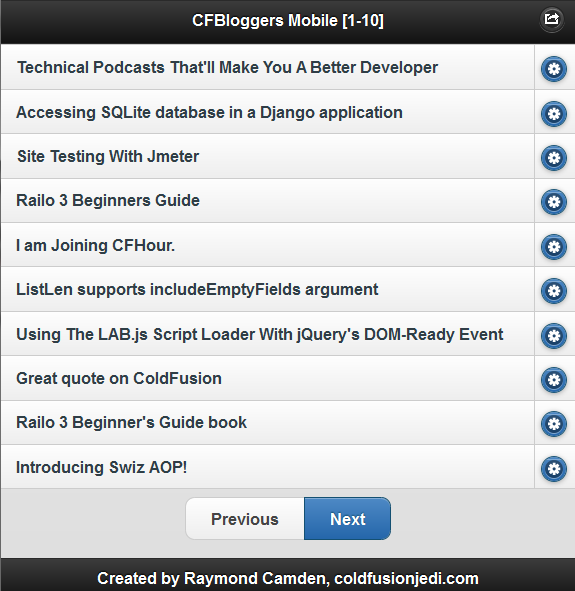 CFBloggers Mobile [1-10]
Technical Podcasts That'll Make You A Better Developer
Accessing SQLite database in a Django application
Site Testing With Jmeter
Railo 3 Beginners Guide
I am Joining CFHour.
ListLen supports includeEmptyFields argument
Using The LAB.js Script Loader With jQuery's DOM-Ready Event
Great quote on ColdFusion
Railo 3 Beginner's Guide book
Introducing Swiz AOP!
Previous Next
Created by Raymond Camden, coldfusionjedi.com